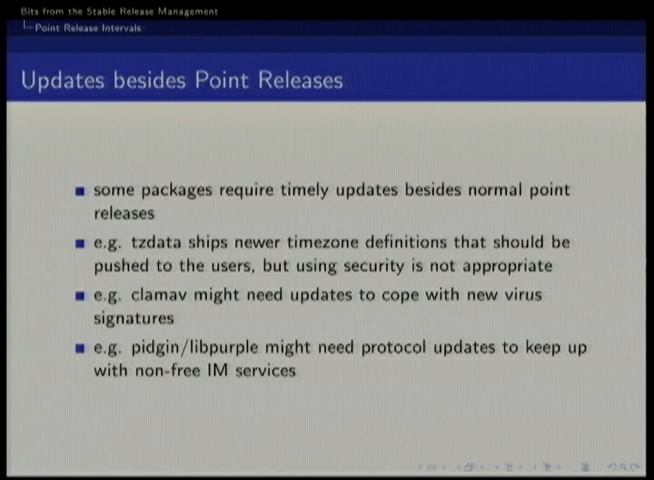 Bits from the Stable Release Management
Point Release Intervals
Updates besides Point Releases
some packages require timely updates besides normal point
releases
e.g. tzdata ships newer timezone definitions that should be
pushed to the users, but using security is not appropriate
e.g. clamav might need updates to cope with new virus
signatures
e.g. pidgin/libpurple might need protocol updates to keep up
with non-free IM services